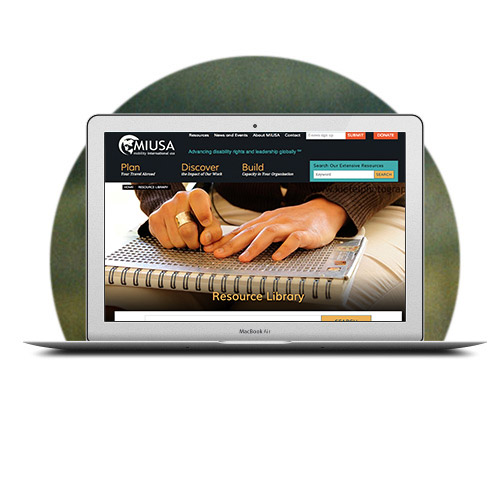 Resources News and Events About MIUSA Contact E-news sign up SUBMIT DONATE
MIUSA
mobility international usa
Advancing disability rights and leadership globally
Plan
Your Travel Abroad
Discover
the Impact of Our Work
Build
Capacity in Your Organization
Search Our Extensive Resources
Keyword
SEARCH
HOME RESOURCE LIBRARY
Resource Library
SEARCH
MacBook Air